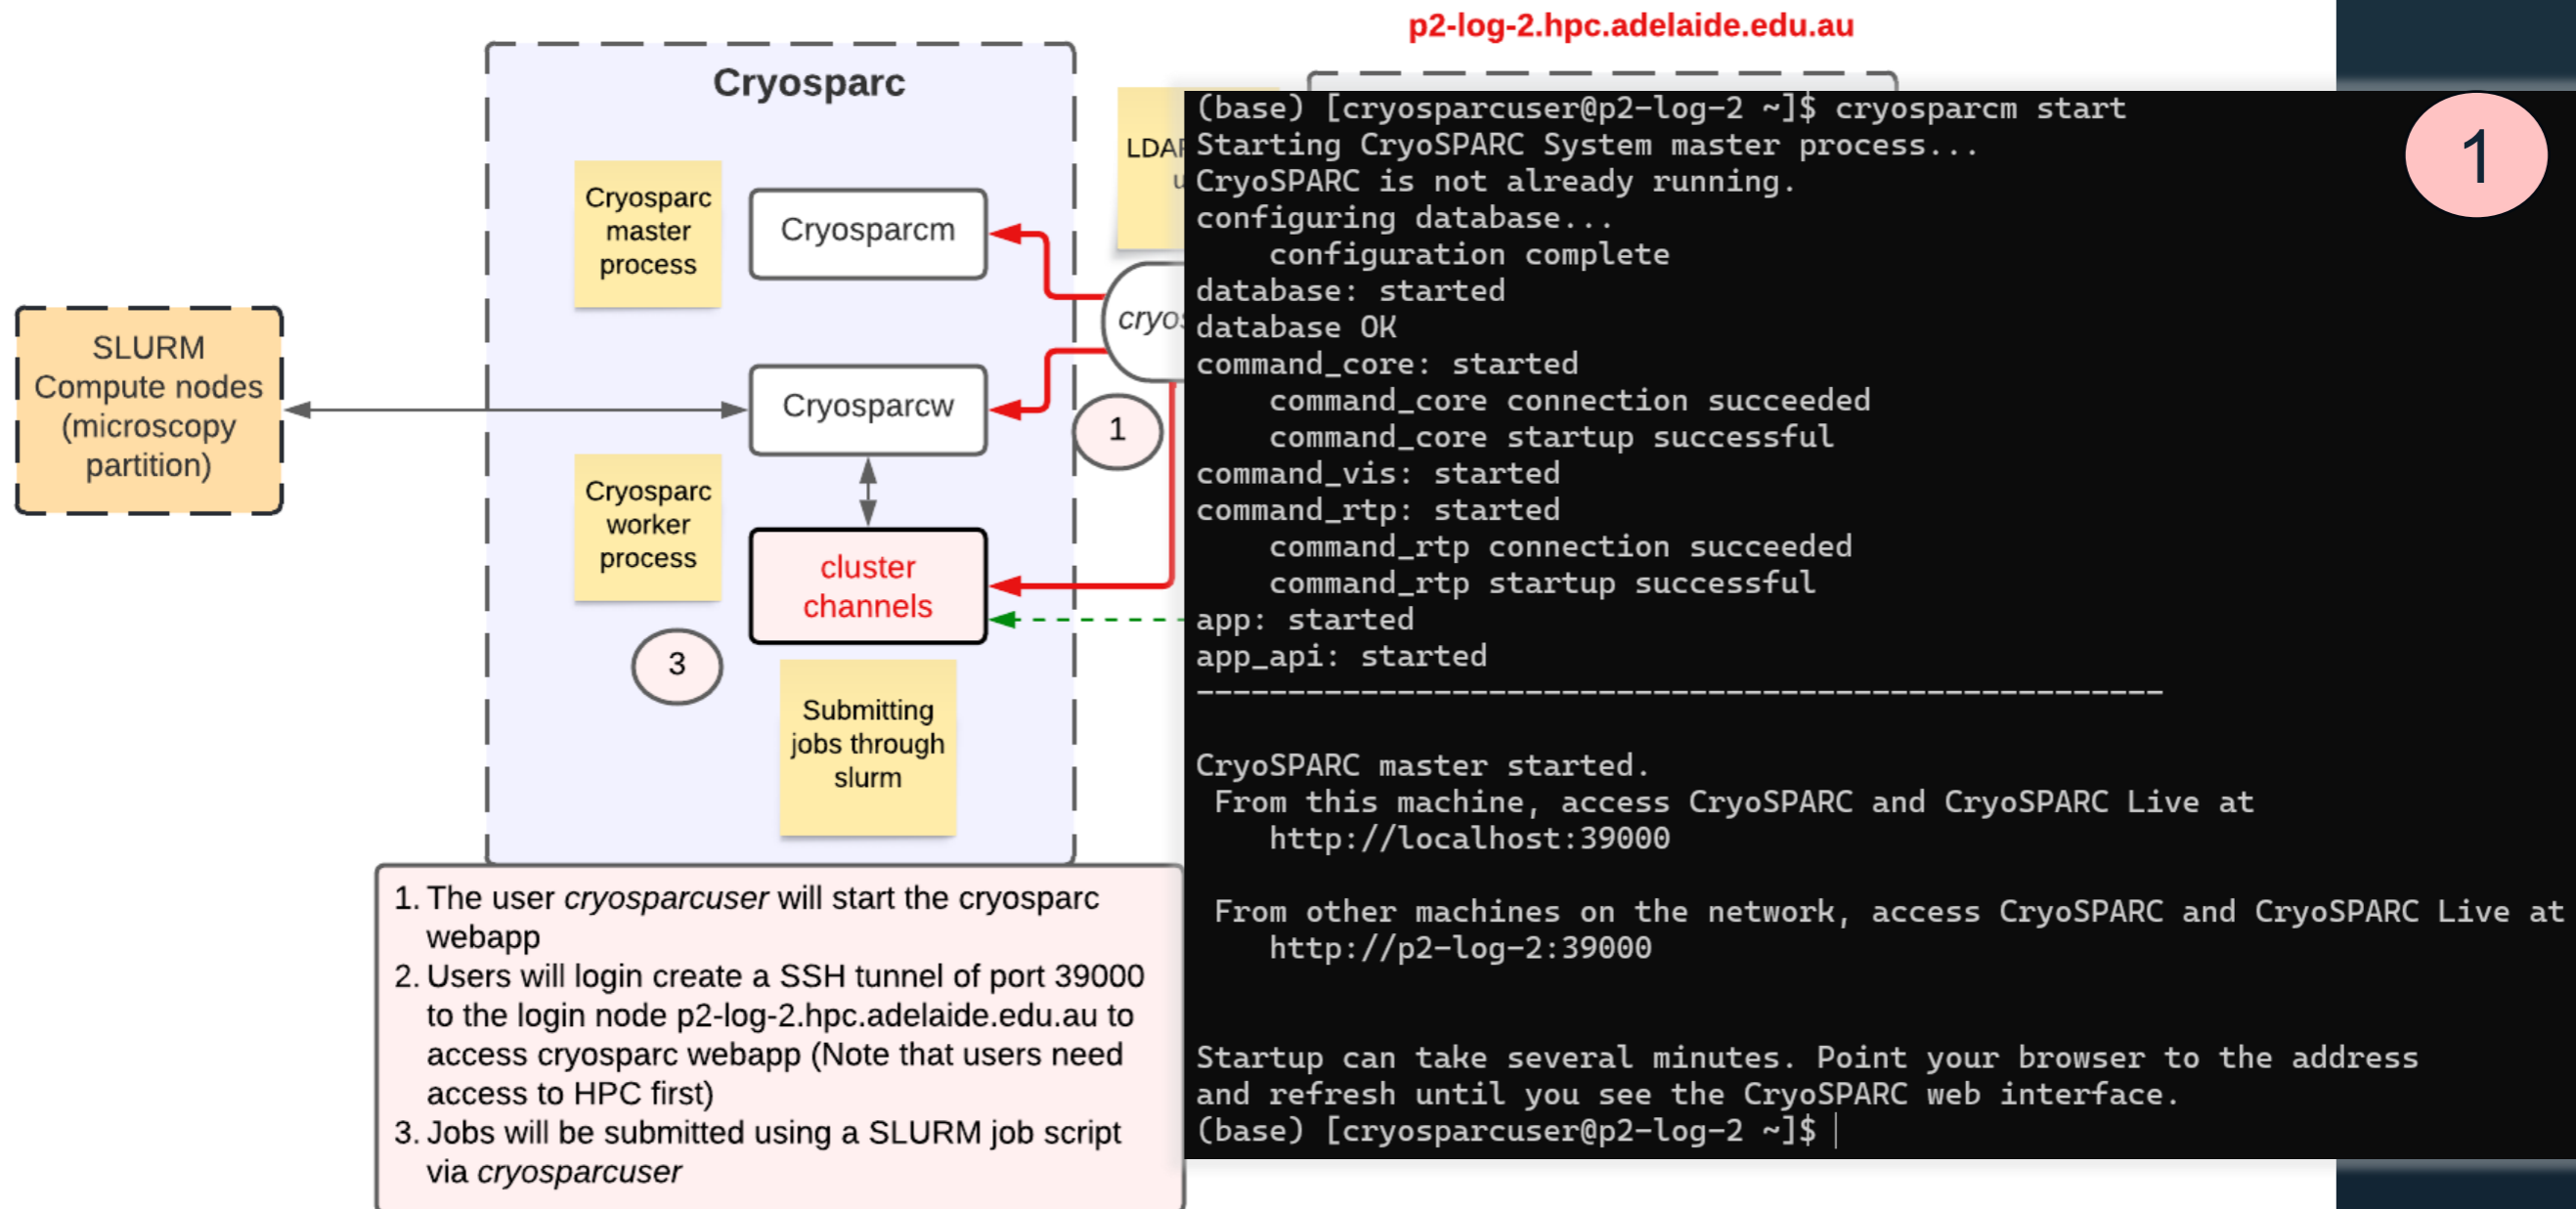 p2-log-2.hpc.adelaide.edu.au
Cryosparc
Cryosparc
master
process
Cryosparcm
SLURM
Compute nodes
(microscopy
partition)
Cryosparcw
1
Cryosparc
worker
process
cluster
channels
3
Submitting
jobs through
slurm
1. The user cryosparcuser will start the cryosparc
webapp
2. Users will login create a SSH tunnel of port 39000
to the login node p2-log-2.hpc.adelaide.edu.au to
access cryosparc webapp (Note that users need
access to HPC first)
3. Jobs will be submitted using a SLURM job script
via cryosparcuser
(base) [cryosparcuser@p2-log-2 ~]$ cryosparcm start
Starting CryoSPARC System master process...
CryoSPARC is not already running.
configuring database...
    configuration complete
database: started
database OK
command_core: started
    command_core connection succeeded
    command_core startup successful
command_vis: started
command_rtp: started
    command_rtp connection succeeded
    command_rtp startup successful
app: started
app_api: started
-----------------------------------------------------
CryoSPARC master started.
 From this machine, access CryoSPARC and CryoSPARC Live at
    http://localhost:39000
 From other machines on the network, access CryoSPARC and CryoSPARC Live at
    http://p2-log-2:39000
Startup can take several minutes. Point your browser to the address
and refresh until you see the CryoSPARC web interface.
(base) [cryosparcuser@p2-log-2 ~]$
1